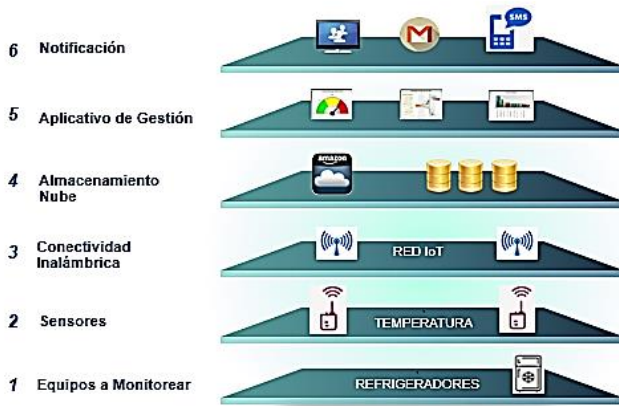 6 Notificación
SMS
5 Aplicativo de Gestión
4 Almacenamiento
Nube
amazon
3 Conectividad
Inalámbrica
RED IoT
2 Sensores
TEMPERATURA
1 Equipos a Monitorear
REFRIGERADORES